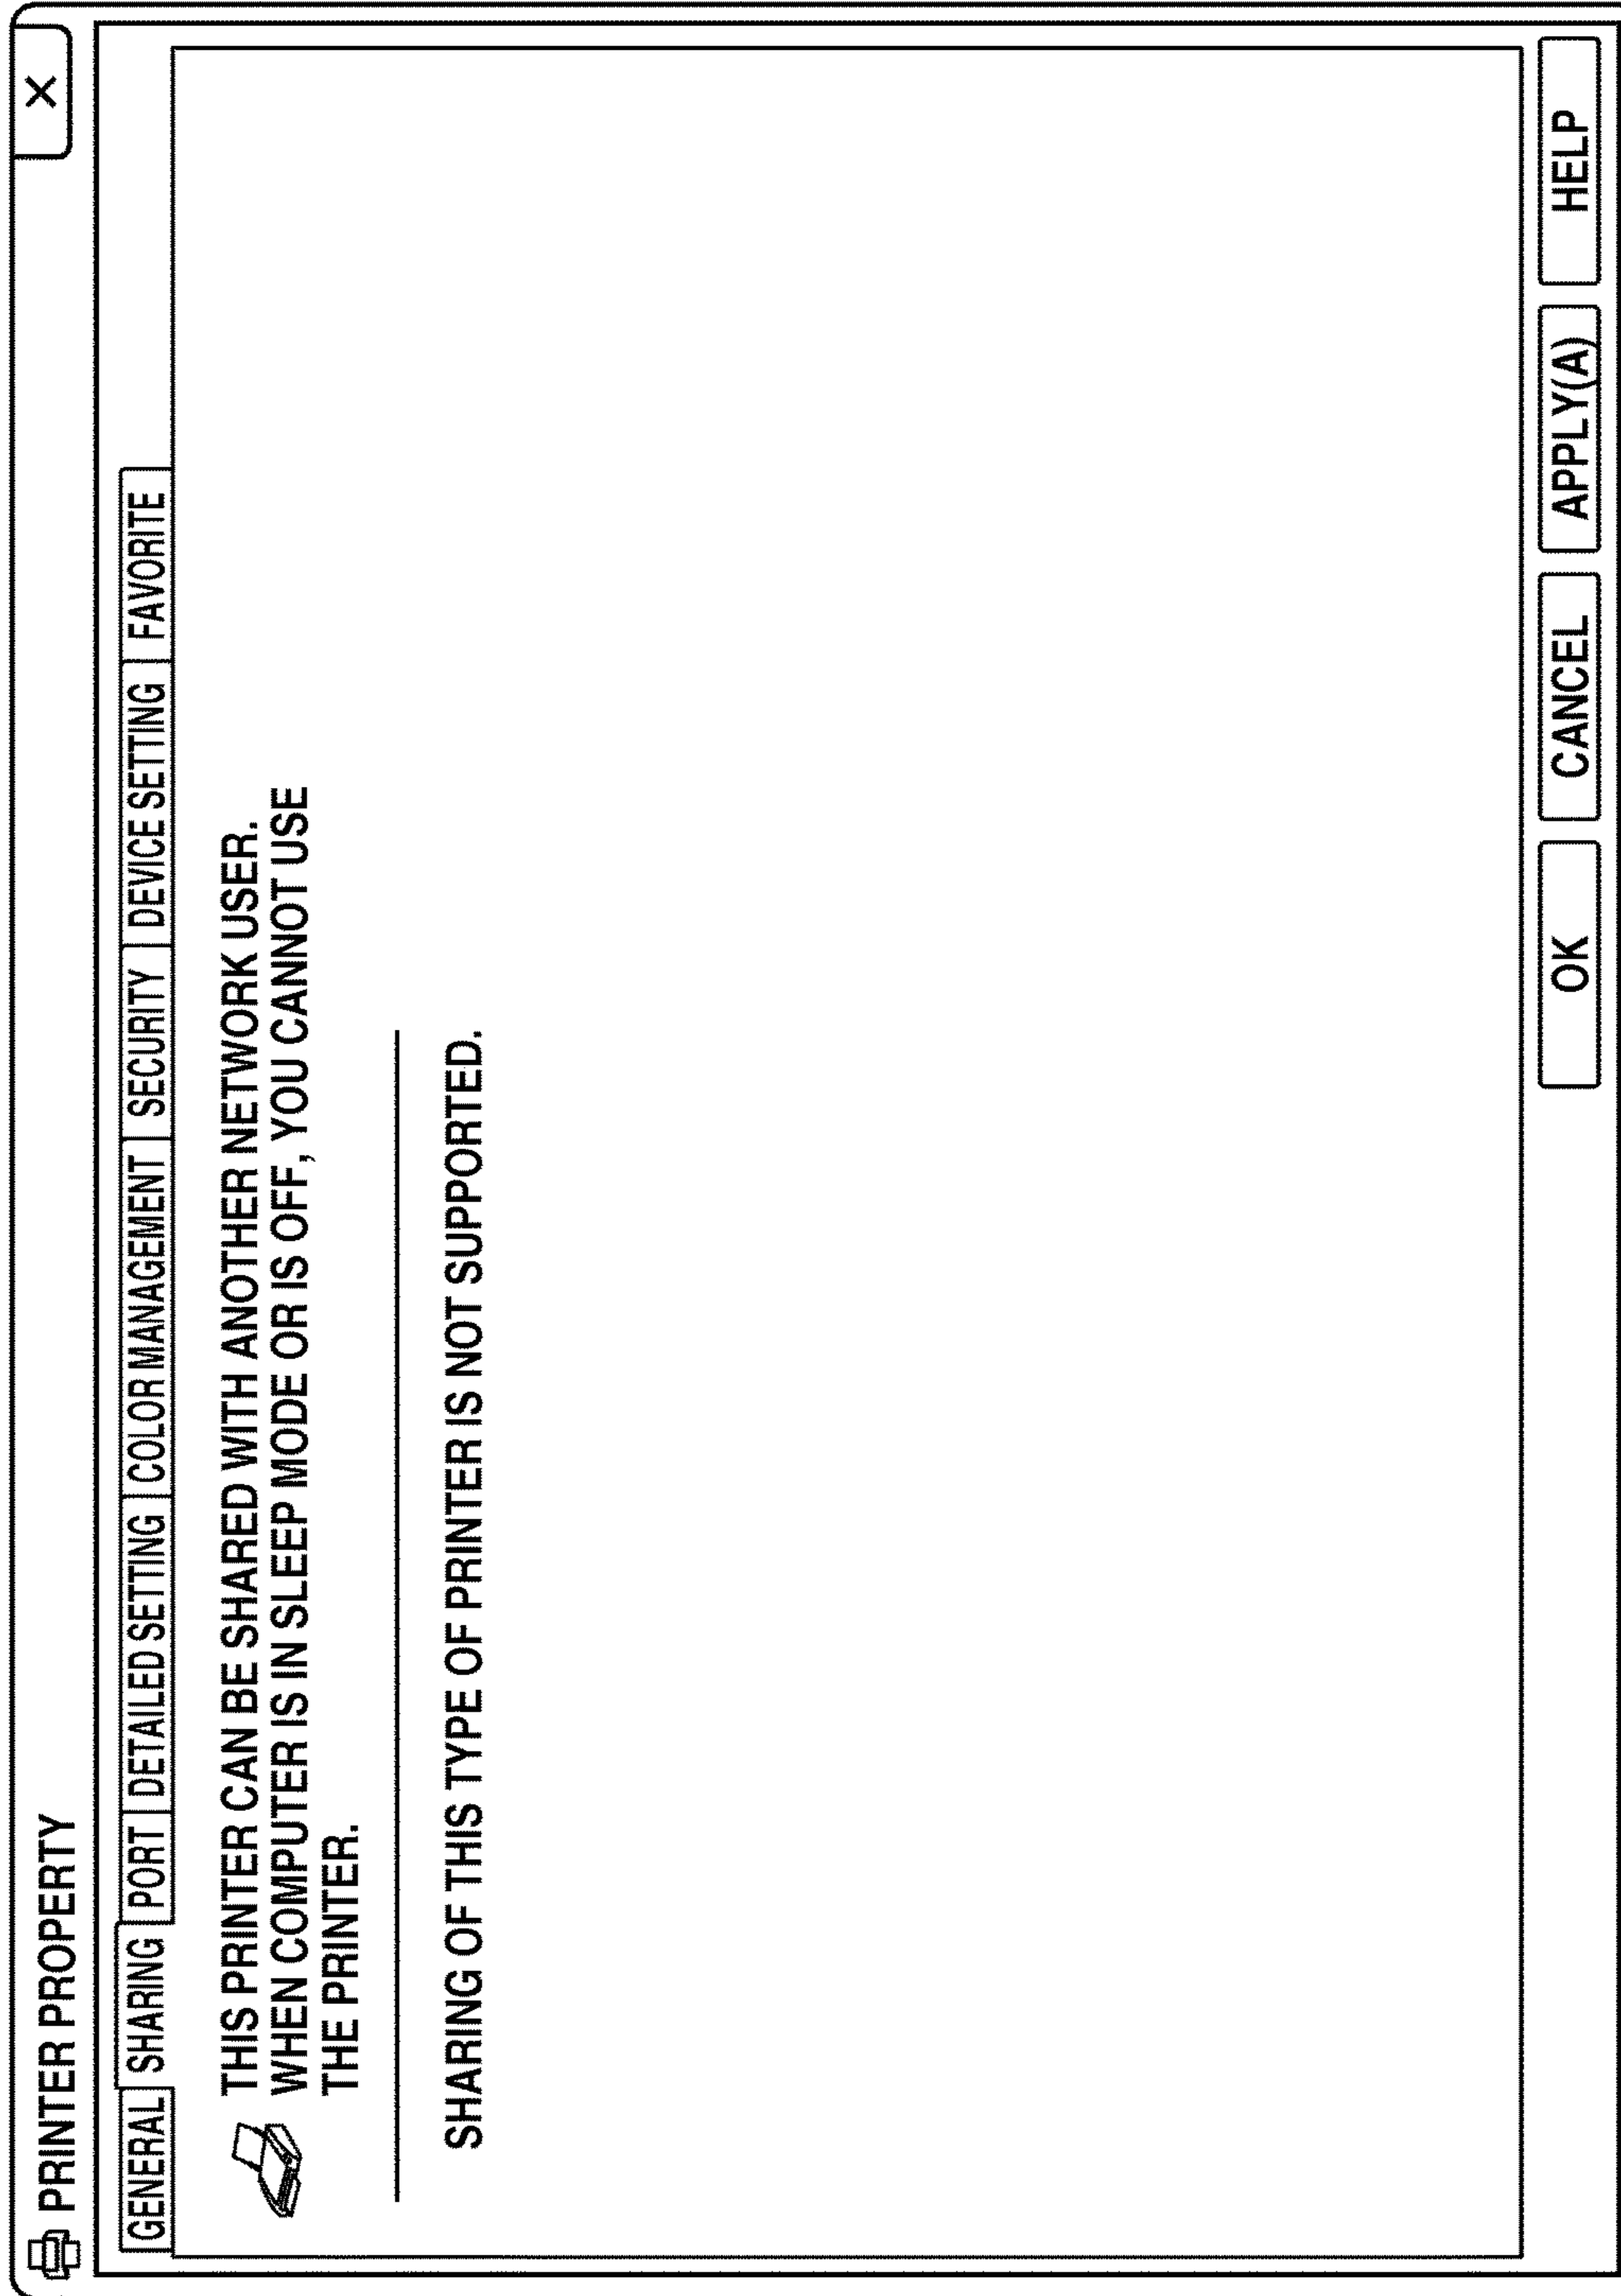 PRINTER PROPERTY
X
GENERAL SHARING PORT DETAILED SETTING COLOR MANAGEMENT SECURITY DEVICE SETTING FAVORITE
THIS PRINTER CAN BE SHARED WITH ANOTHER NETWORK USER.
WHEN COMPUTER IS IN SLEEP MODE OR IS OFF, YOU CANNOT USE
THE PRINTER.
SHARING OF THIS TYPE OF PRINTER IS NOT SUPPORTED.
OK CANCEL APPLY(A) HELP